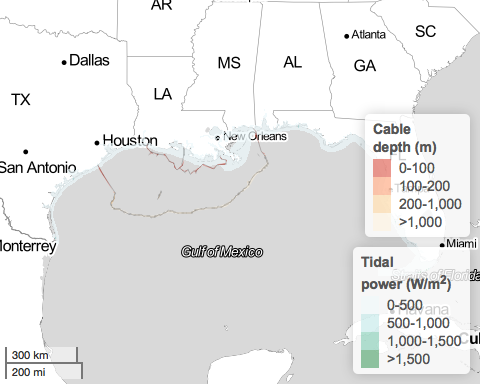 AR
SC
Atlanta
Dallas
MS
AL
GA
TX
LA
New Orleans
Houston
San Antonio
Monterrey
Gulf of Mexico
Miami
Cable
depth (m)
0-100
100-200
200-1,000
>1,000
Tidal
power (W/m²)
0-500
500-1,000
1,000-1,500
>1,500
Havana
300 km
200 mi